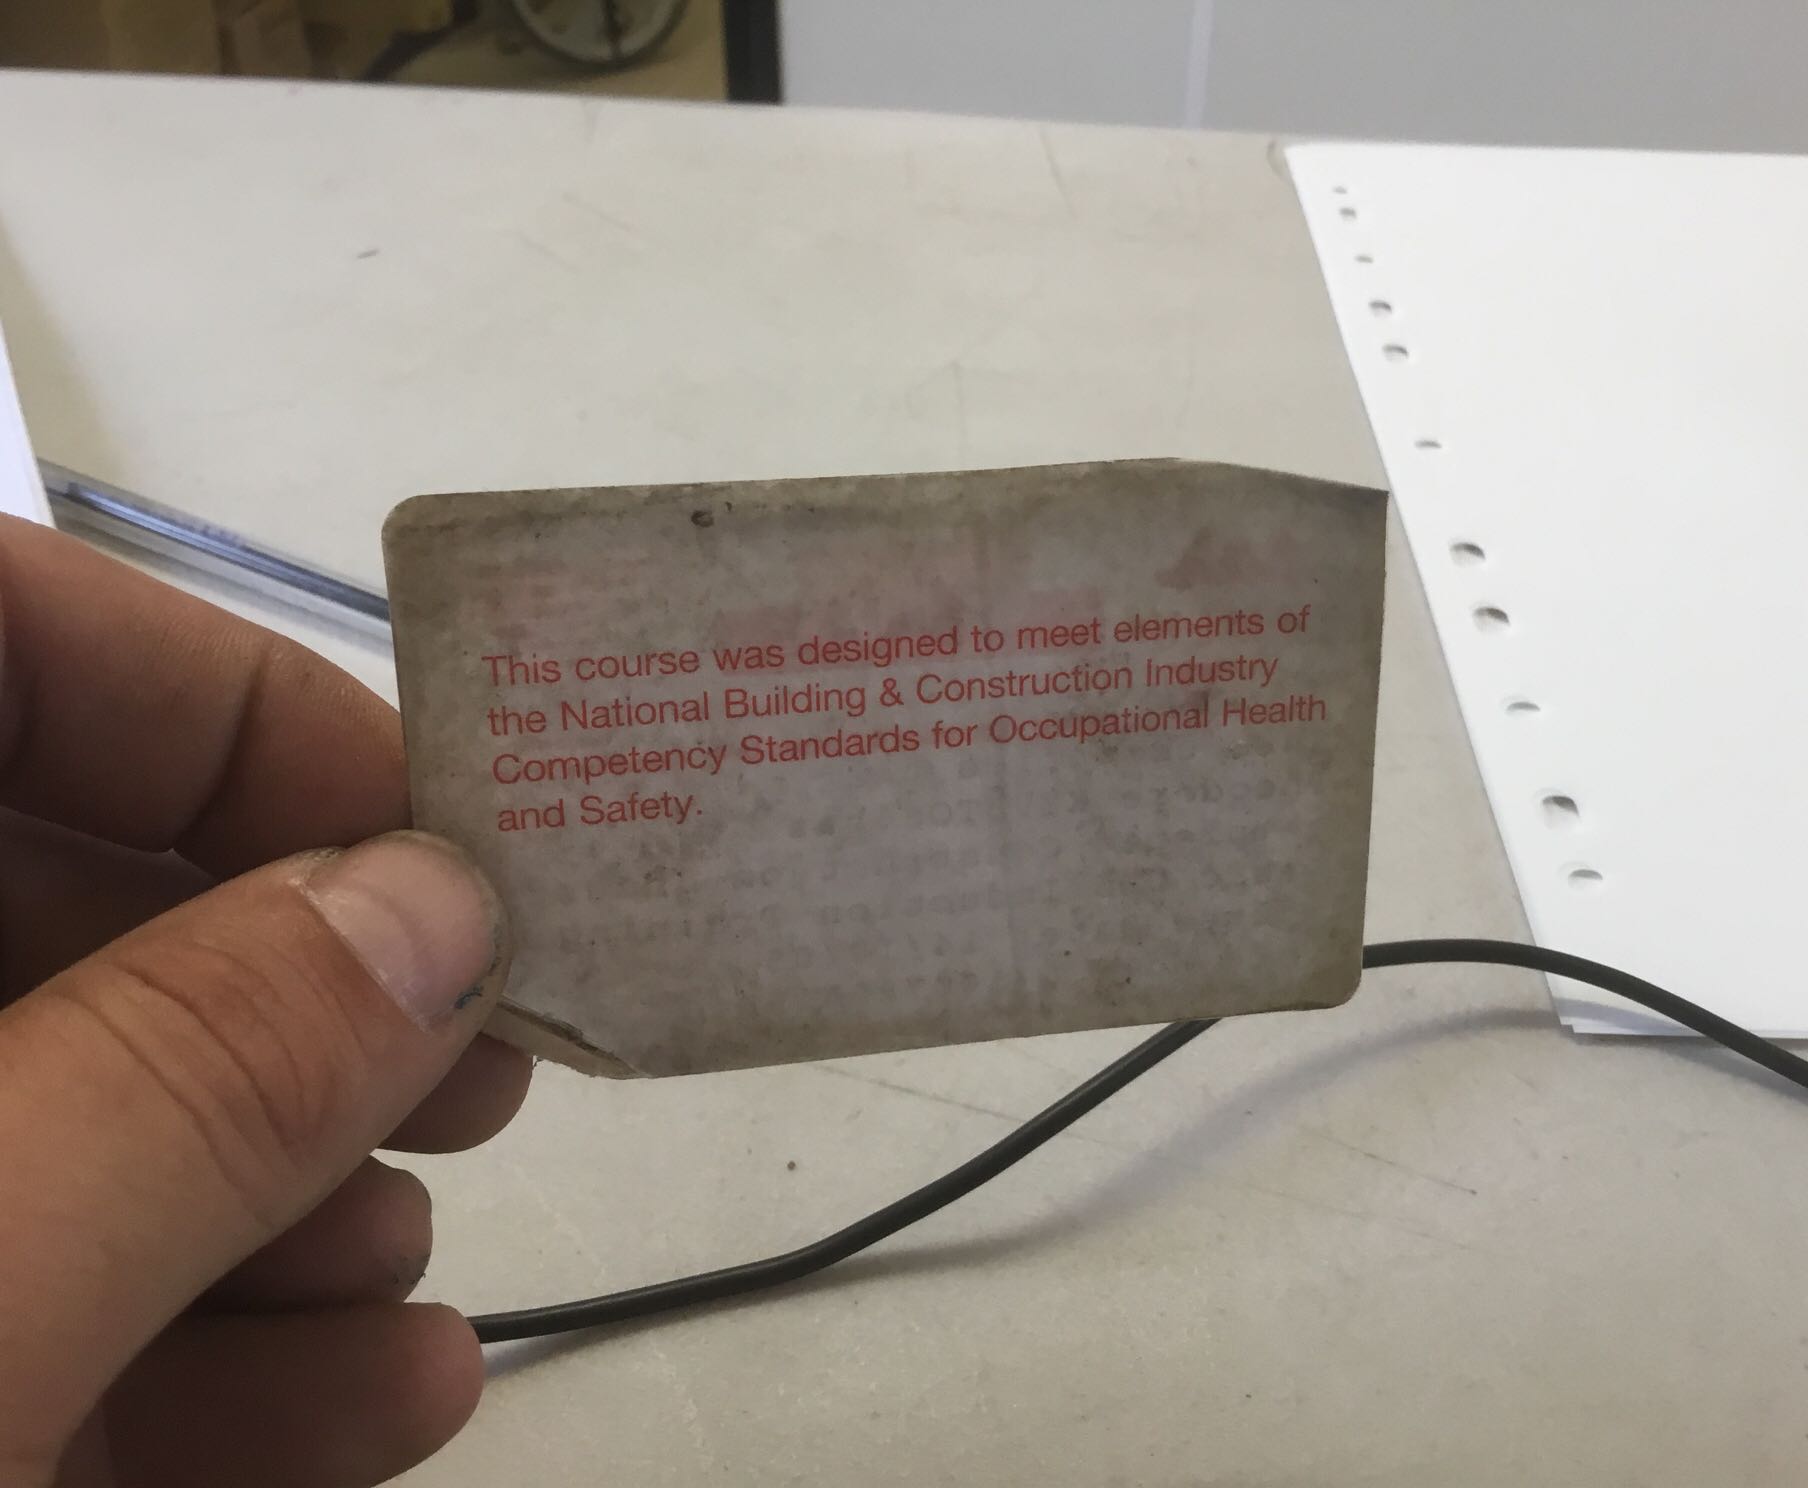 This course was designed to meet elements of
the National Building & Construction Industry
Competency Standards for Occupational Health
and Safety.